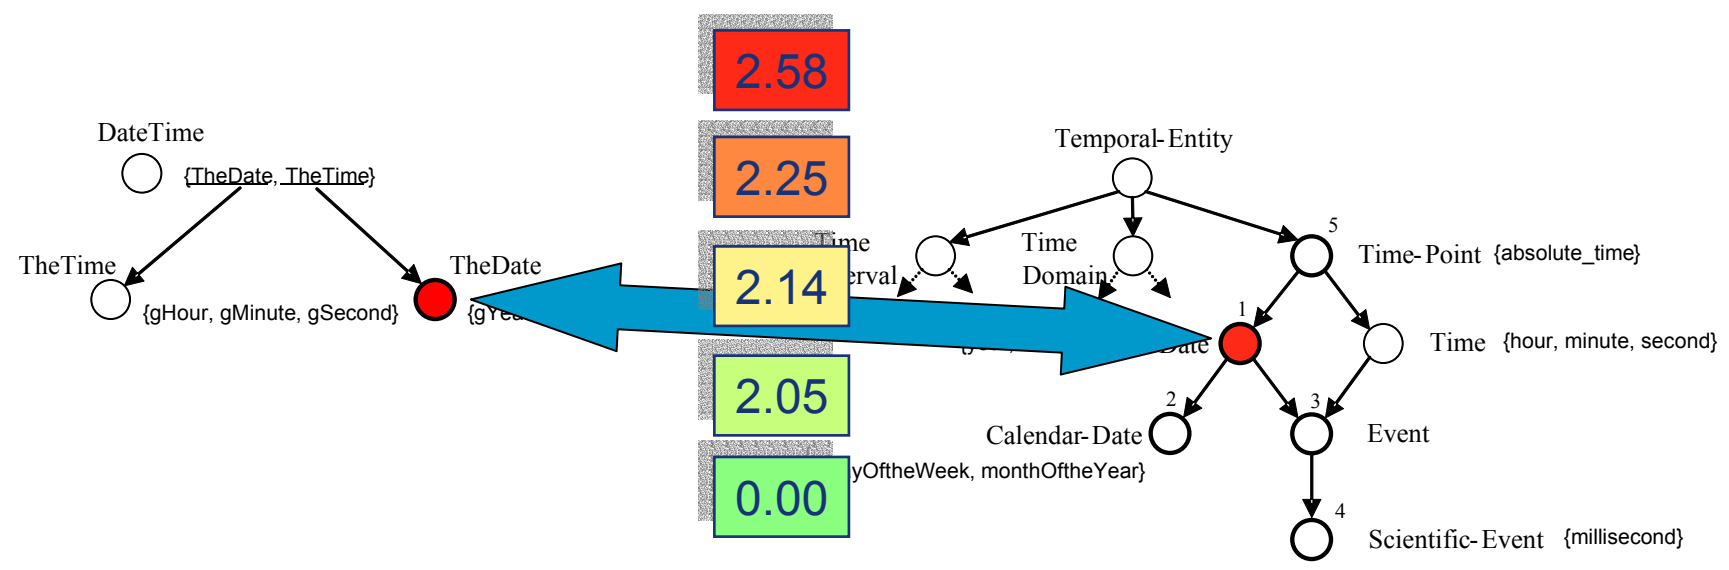 2.58
DateTime
Temporal-Entity
{TheDate, TheTime}
2.25
5
TheTime
TheDate
Time
Time-Point {absolute_time}
Domain
{gHour, gMinute, gSecond}
2.14
1
Time {hour, minute, second}
2.05
2
3
Calendar-Date
Event
monthOftheYear}
0.00
4
Scientific-Event {millisecond}